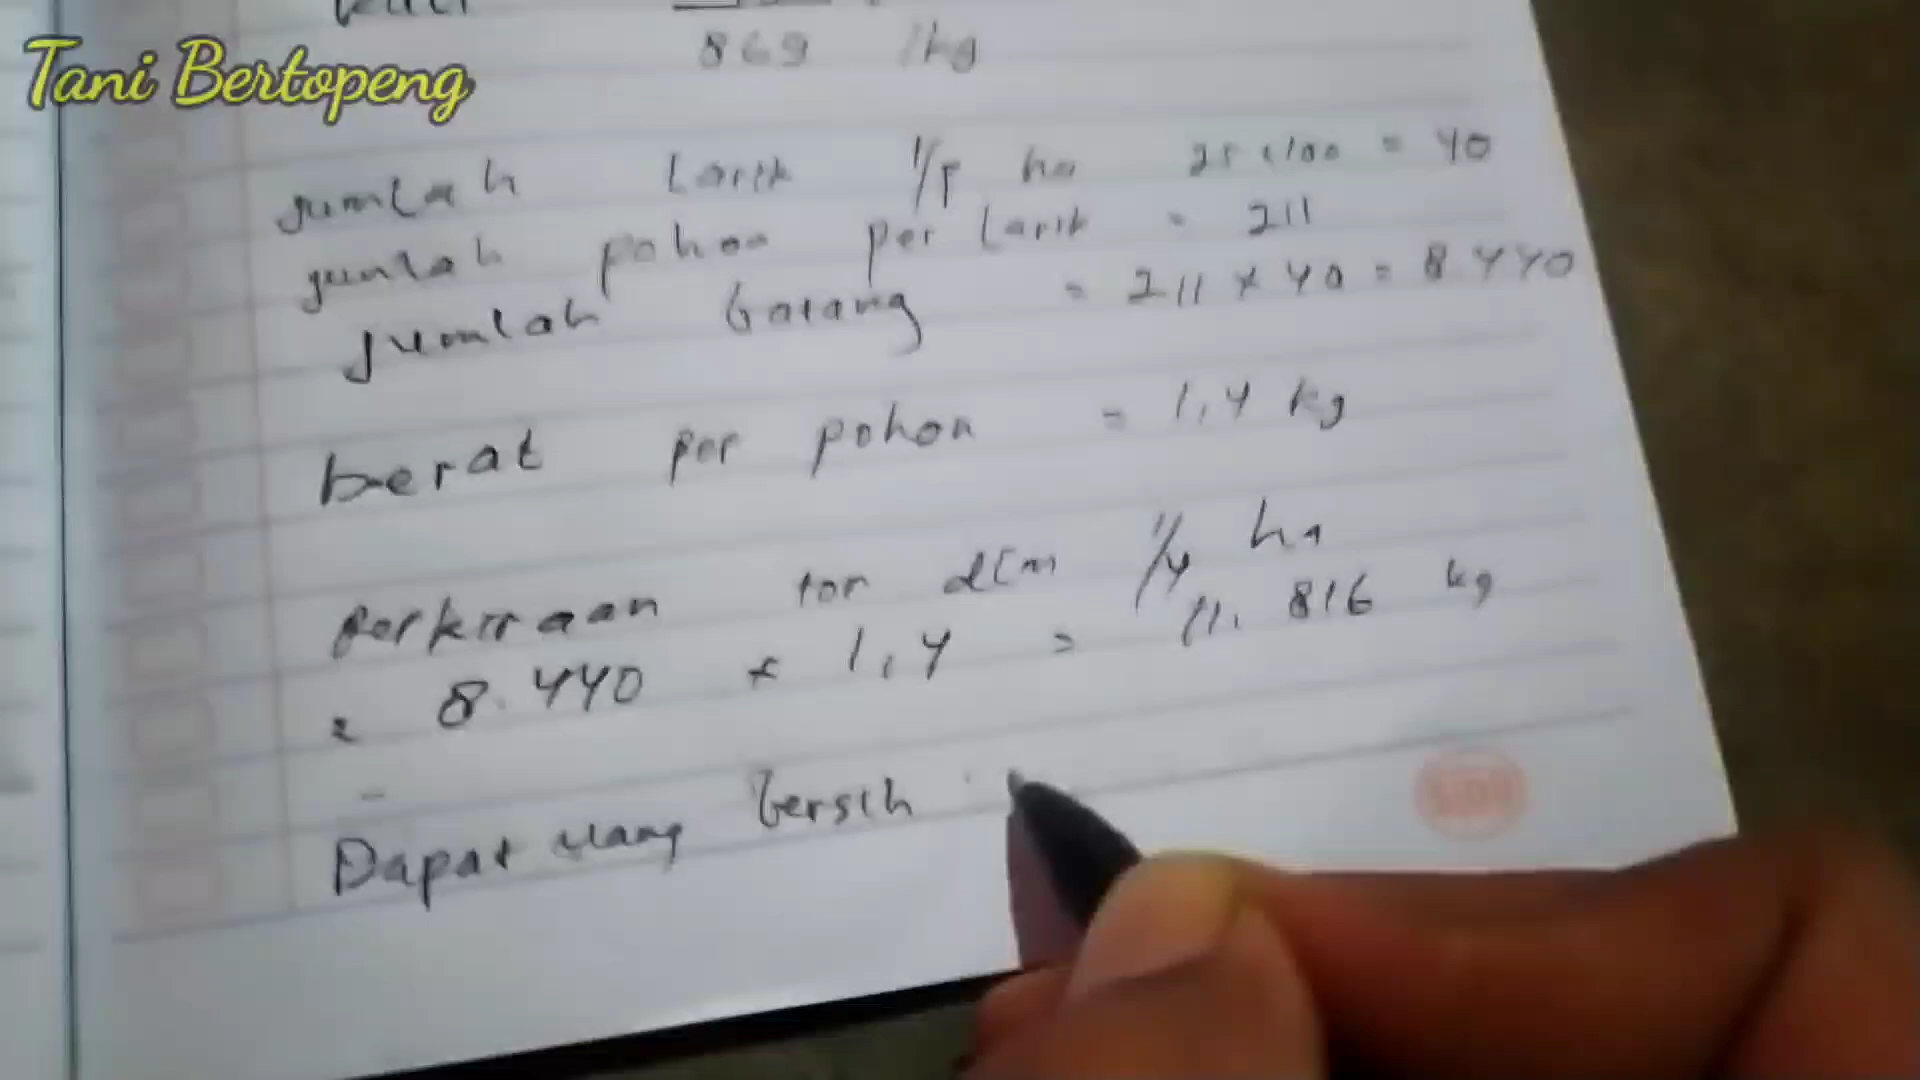 Tani Bertopeng
869 /kg
jumlah Larik 1/4 ha 25 x 100 = 40
jumlah pohon per Larik = 211
jumlah batang = 211 x 40 = 8.440
berat per pohon = 1,4 kg
Perkiraan ton dlm 1/4 ha
= 8.440 x 1,4 = 11.816 kg
Dapat uang bersih